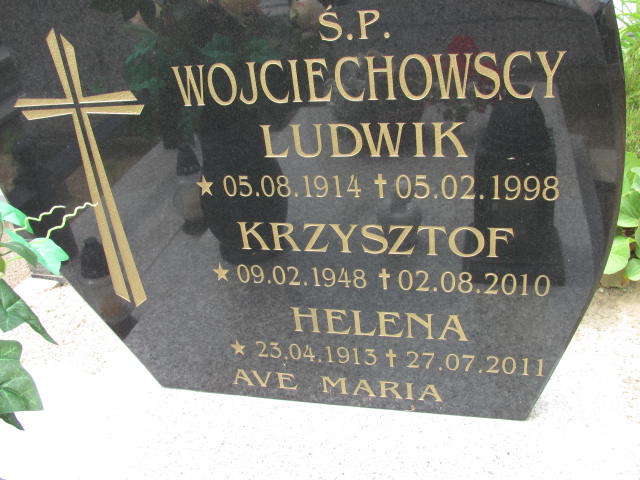 Ś.P.
WOJCIECHOWSCY
LUDWIK
★ 05.08.1914 ✝ 05.02.1998
KRZYSZTOF
★ 09.02.1948 ✝ 02.08.2010
HELENA
★ 23.04.1913 ✝ 27.07.2011
AVE MARIA